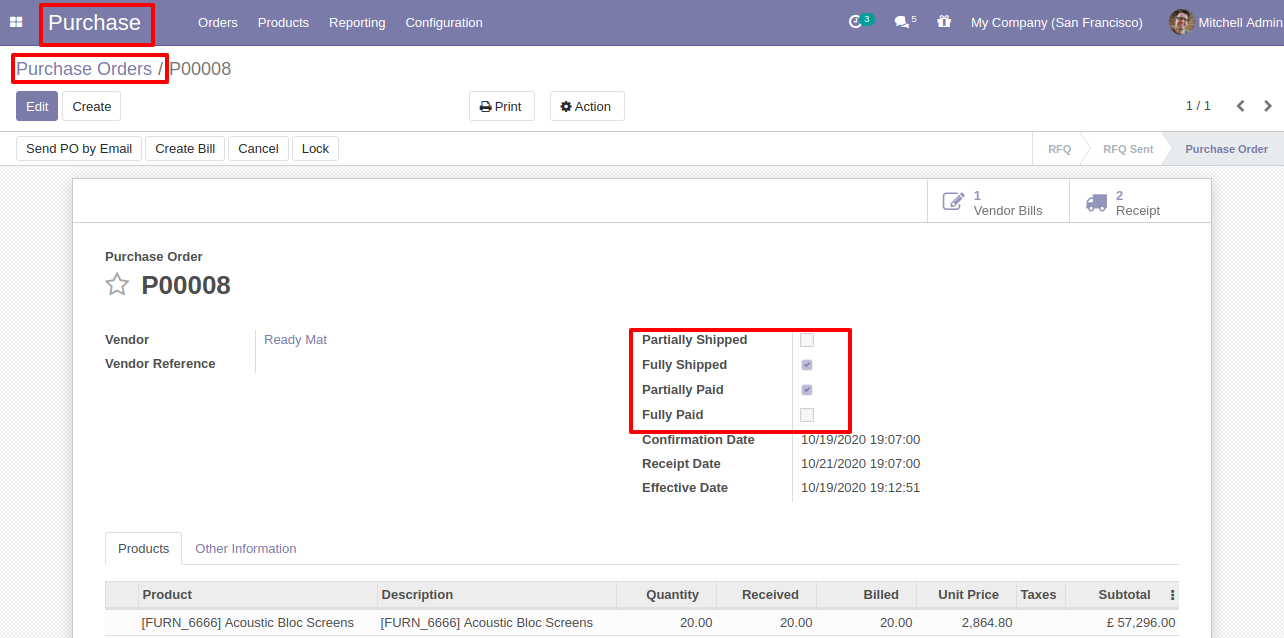 Purchase Orders Products Reporting Configuration 3 5 My Company (San Francisco) Mitchell Admin
Purchase Orders / P00008
Edit Create Print Action 1 / 1
Send PO by Email Create Bill Cancel Lock RFQ RFQ Sent Purchase Order
1 Vendor Bills
2 Receipt
Purchase Order
P00008
Vendor Ready Mat
Vendor Reference
Partially Shipped
Fully Shipped
Partially Paid
Fully Paid
Confirmation Date 10/19/2020 19:07:00
Receipt Date 10/21/2020 19:07:00
Effective Date 10/19/2020 19:12:51
Products Other Information
Product Description Quantity Received Billed Unit Price Taxes Subtotal
[FURN_6666] Acoustic Bloc Screens [FURN_6666] Acoustic Bloc Screens 20.00 20.00 20.00 2,864.80 £ 57,296.00